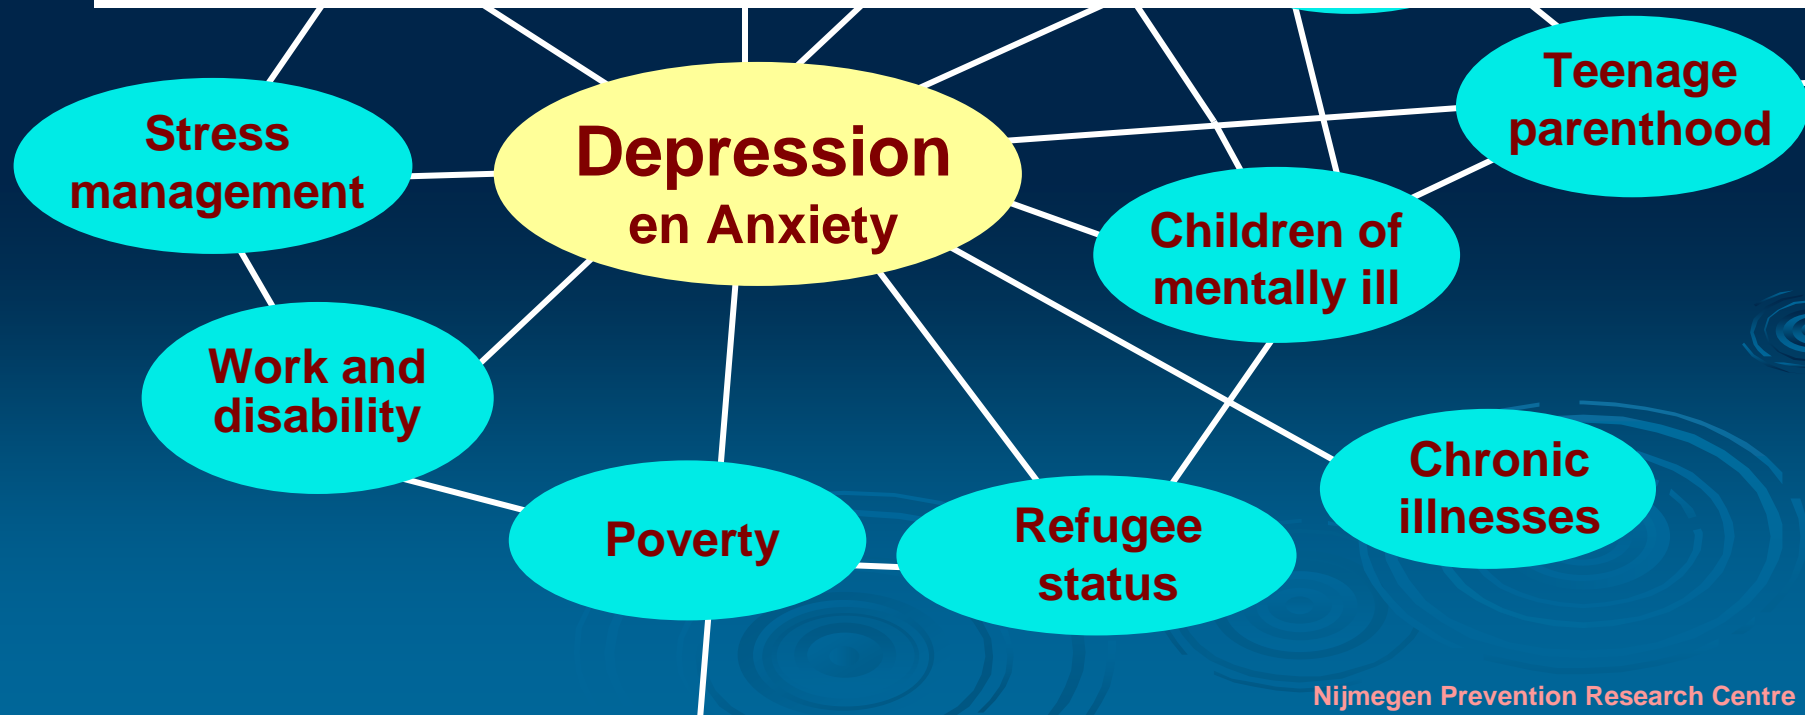 Stress
management
Depression
en Anxiety
Teenage
parenthood
Children of
mentally ill
Work and
disability
Poverty
Refugee
status
Chronic
illnesses
Nijmegen Prevention Research Centre